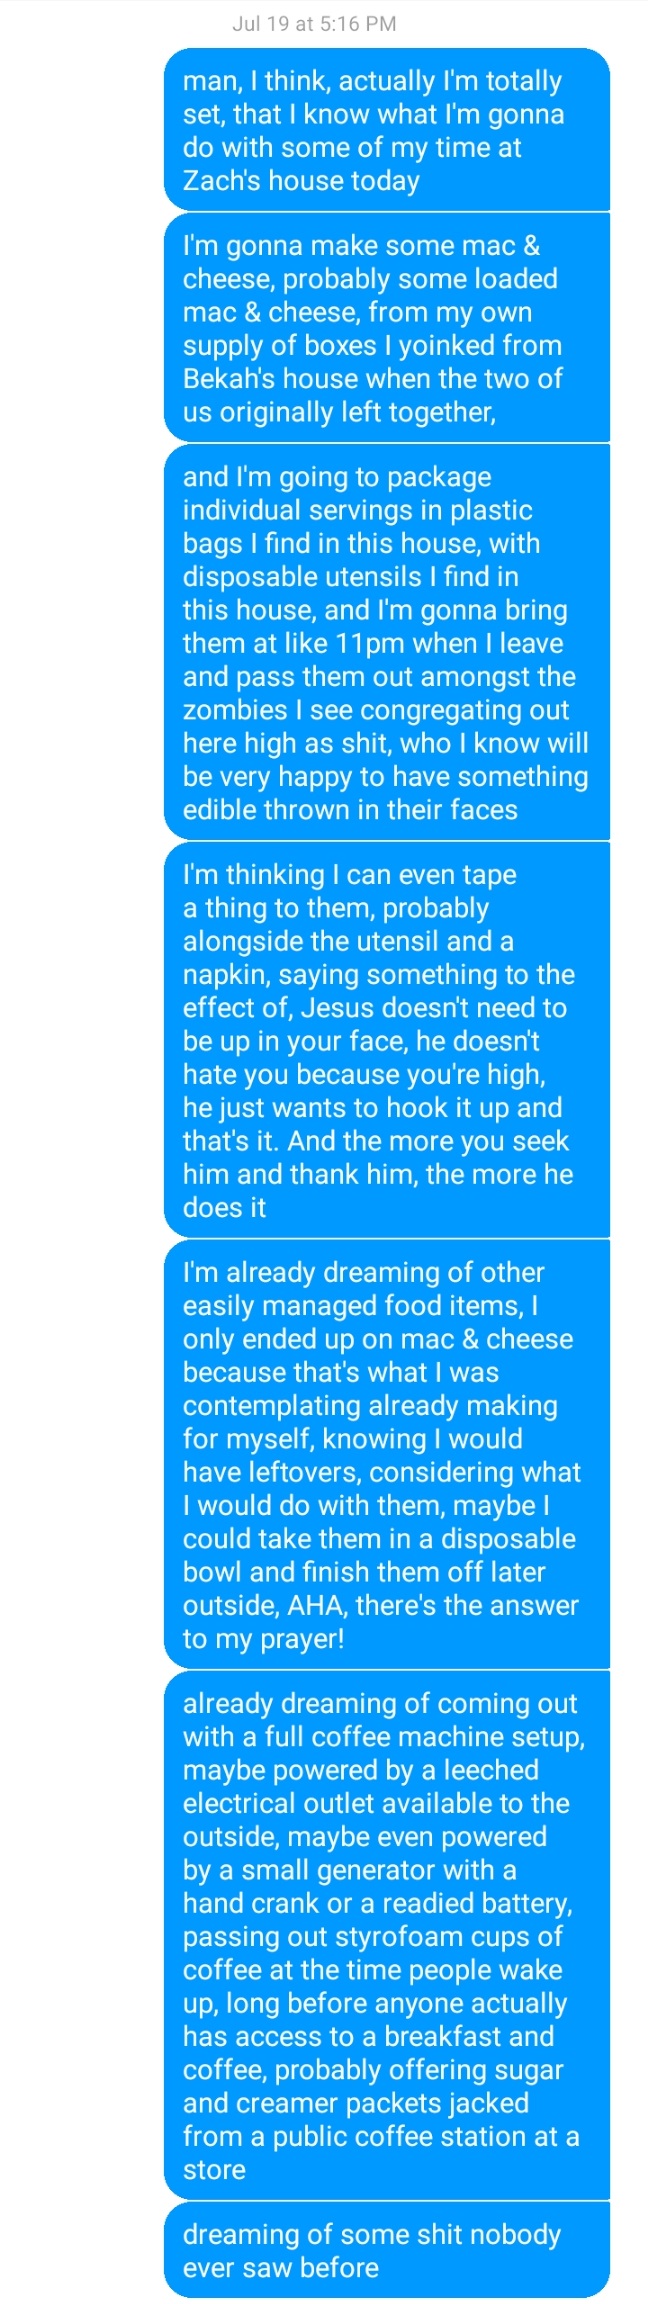 Jul 19 at 5:16 PM
man, I think, actually I'm totally
set, that I know what I'm gonna
do with some of my time at
Zach's house today
I'm gonna make some mac &
cheese, probably some loaded
mac & cheese, from my own
supply of boxes I yoinked from
Bekah's house when the two of
us originally left together,
and I'm going to package
individual servings in plastic
bags I find in this house, with
disposable utensils I find in
this house, and I'm gonna bring
them at like 11pm when I leave
and pass them out amongst the
zombies I see congregating out
here high as shit, who I know will
be very happy to have something
edible thrown in their faces
I'm thinking I can even tape
a thing to them, probably
alongside the utensil and a
napkin, saying something to the
effect of, Jesus doesn't need to
be up in your face, he doesn't
hate you because you're high,
he just wants to hook it up and
that's it. And the more you seek
him and thank him, the more he
does it
I'm already dreaming of other
easily managed food items, I
only ended up on mac & cheese
because that's what I was
contemplating already making
for myself, knowing I would
have leftovers, considering what
I would do with them, maybe I
could take them in a disposable
bowl and finish them off later
outside, AHA, there's the answer
to my prayer!
already dreaming of coming out
with a full coffee machine setup,
maybe powered by a leeched
electrical outlet available to the
outside, maybe even powered
by a small generator with a
hand crank or a readied battery,
passing out styrofoam cups of
coffee at the time people wake
up, long before anyone actually
has access to a breakfast and
coffee, probably offering sugar
and creamer packets jacked
from a public coffee station at a
store
dreaming of some shit nobody
ever saw before